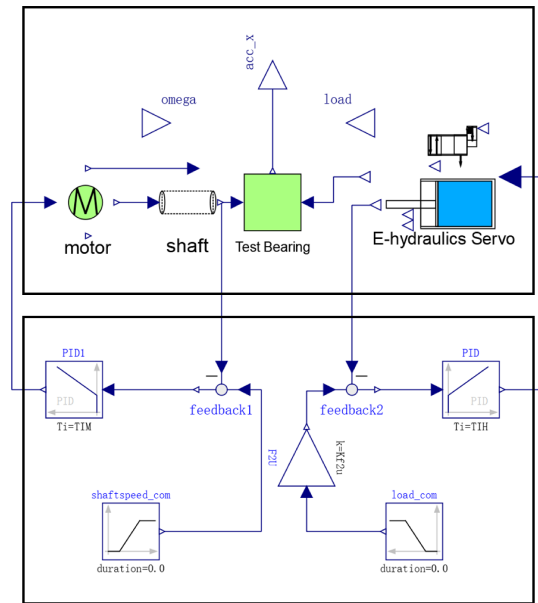 acc_x
omega
load
M
motor
shaft
Test Bearing
E-hydraulics Servo
PID1
PID
Ti=TIM
feedback1
feedback2
PID
PID
Ti=TIH
F2U
k=Kf2u
shaftspeed_com
duration=0.0
load_com
duration=0.0